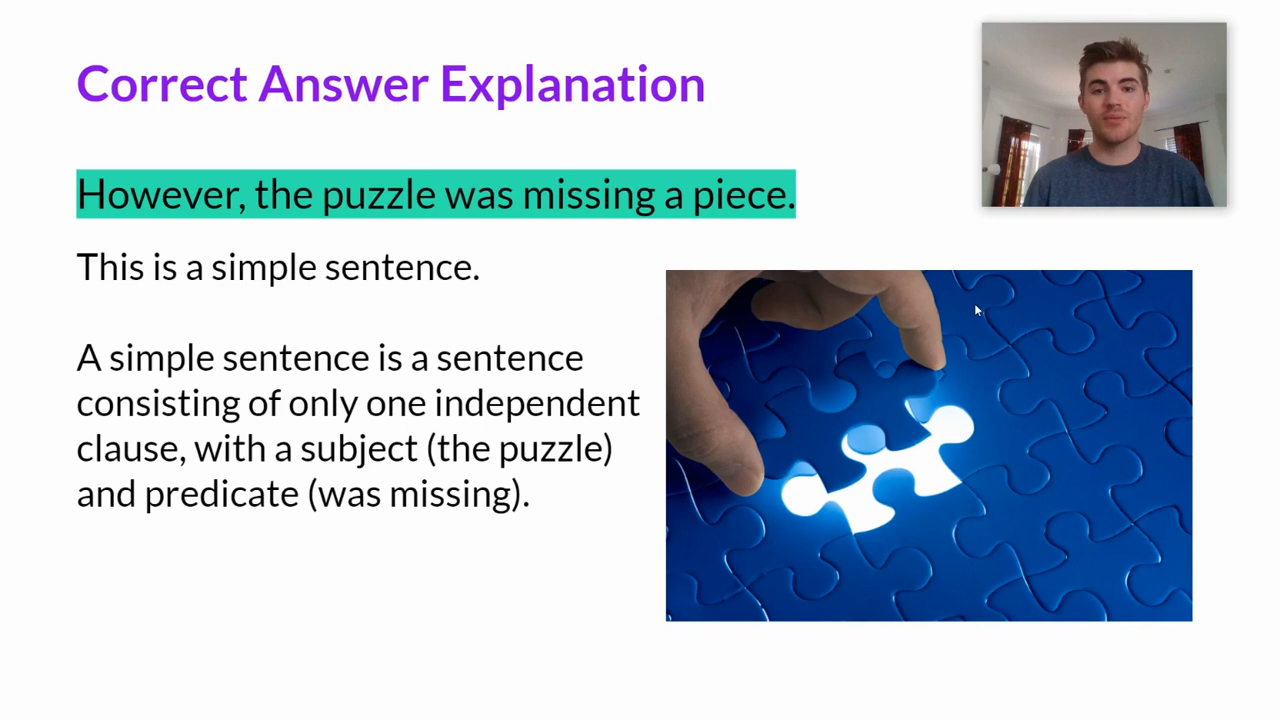 Correct Answer Explanation
However, the puzzle was missing a piece.
This is a simple sentence.
A simple sentence is a sentence
consisting of only one independent
clause, with a subject (the puzzle)
and predicate (was missing).